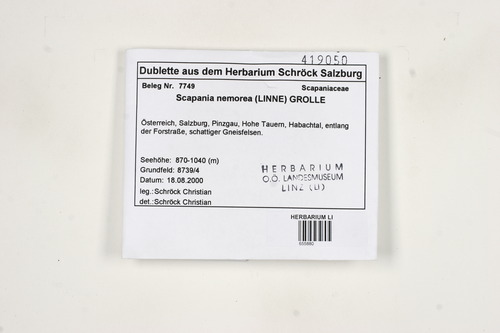 419050
Dublette aus dem Herbarium Schröck Salzburg
Beleg Nr. 7749 Scapaniaceae
Scapania nemorea (LINNE) GROLLE
Österreich, Salzburg, Pinzgau, Hohe Tauern, Habachtal, entlang
der Forstraße, schattiger Gneisfelsen.
Seehöhe: 870-1040 (m)
Grundfeld: 8739/4
Datum: 18.08.2000
leg.:Schröck Christian
det.:Schröck Christian
HERBARIUM
O.Ö. LANDESMUSEUM
LINZ (LI)
HERBARIUM LI
655880